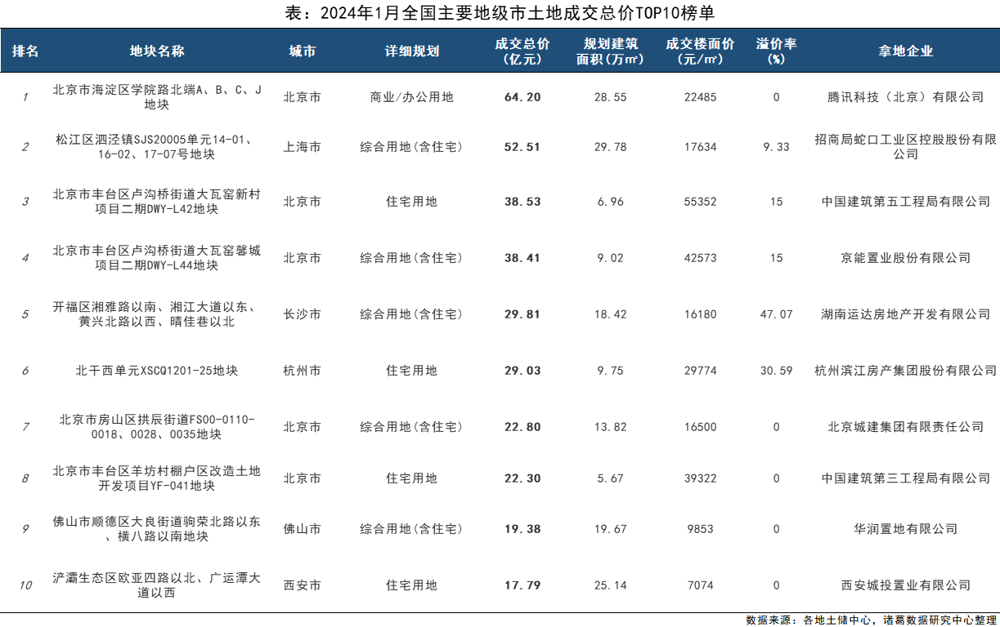 表：2024年1月全国主要地级市土地成交总价TOP10榜单
排名 地块名称 城市 详细规划 成交总价（亿元） 规划建筑面积(万㎡) 成交楼面价（元/㎡） 溢价率（%） 拿地企业
1 北京市海淀区学院路北端A、B、C、J地块 北京市 商业/办公用地 64.20 28.55 22485 0 腾讯科技（北京）有限公司
2 松江区泗泾镇SJS20005单元14-01、16-02、17-07号地块 上海市 综合用地(含住宅) 52.51 29.78 17634 9.33 招商局蛇口工业区控股股份有限公司
3 北京市丰台区卢沟桥街道大瓦窑新村项目二期DWY-L42地块 北京市 住宅用地 38.53 6.96 55352 15 中国建筑第五工程局有限公司
4 北京市丰台区卢沟桥街道大瓦窑馨城项目二期DWY-L44地块 北京市 综合用地(含住宅) 38.41 9.02 42573 15 京能置业股份有限公司
5 开福区湘雅路以南、湘江大道以东、黄兴北路以西、晴佳巷以北 长沙市 综合用地(含住宅) 29.81 18.42 16180 47.07 湖南运达房地产开发有限公司
6 北干西单元XSCQ1201-25地块 杭州市 住宅用地 29.03 9.75 29774 30.59 杭州滨江房产集团股份有限公司
7 北京市房山区拱辰街道FS00-0110-0018、0028、0035地块 北京市 综合用地(含住宅) 22.80 13.82 16500 0 北京城建集团有限责任公司
8 北京市丰台区羊坊村棚户区改造土地开发项目YF-041地块 北京市 住宅用地 22.30 5.67 39322 0 中国建筑第三工程局有限公司
9 佛山市顺德区大良街道驹荣北路以东、横八路以南地块 佛山市 综合用地(含住宅) 19.38 19.67 9853 0 华润置地有限公司
10 浐灞生态区欧亚四路以北、广运潭大道以西 西安市 住宅用地 17.79 25.14 7074 0 西安城投置业有限公司
数据来源：各地土储中心，诸葛数据研究中心整理